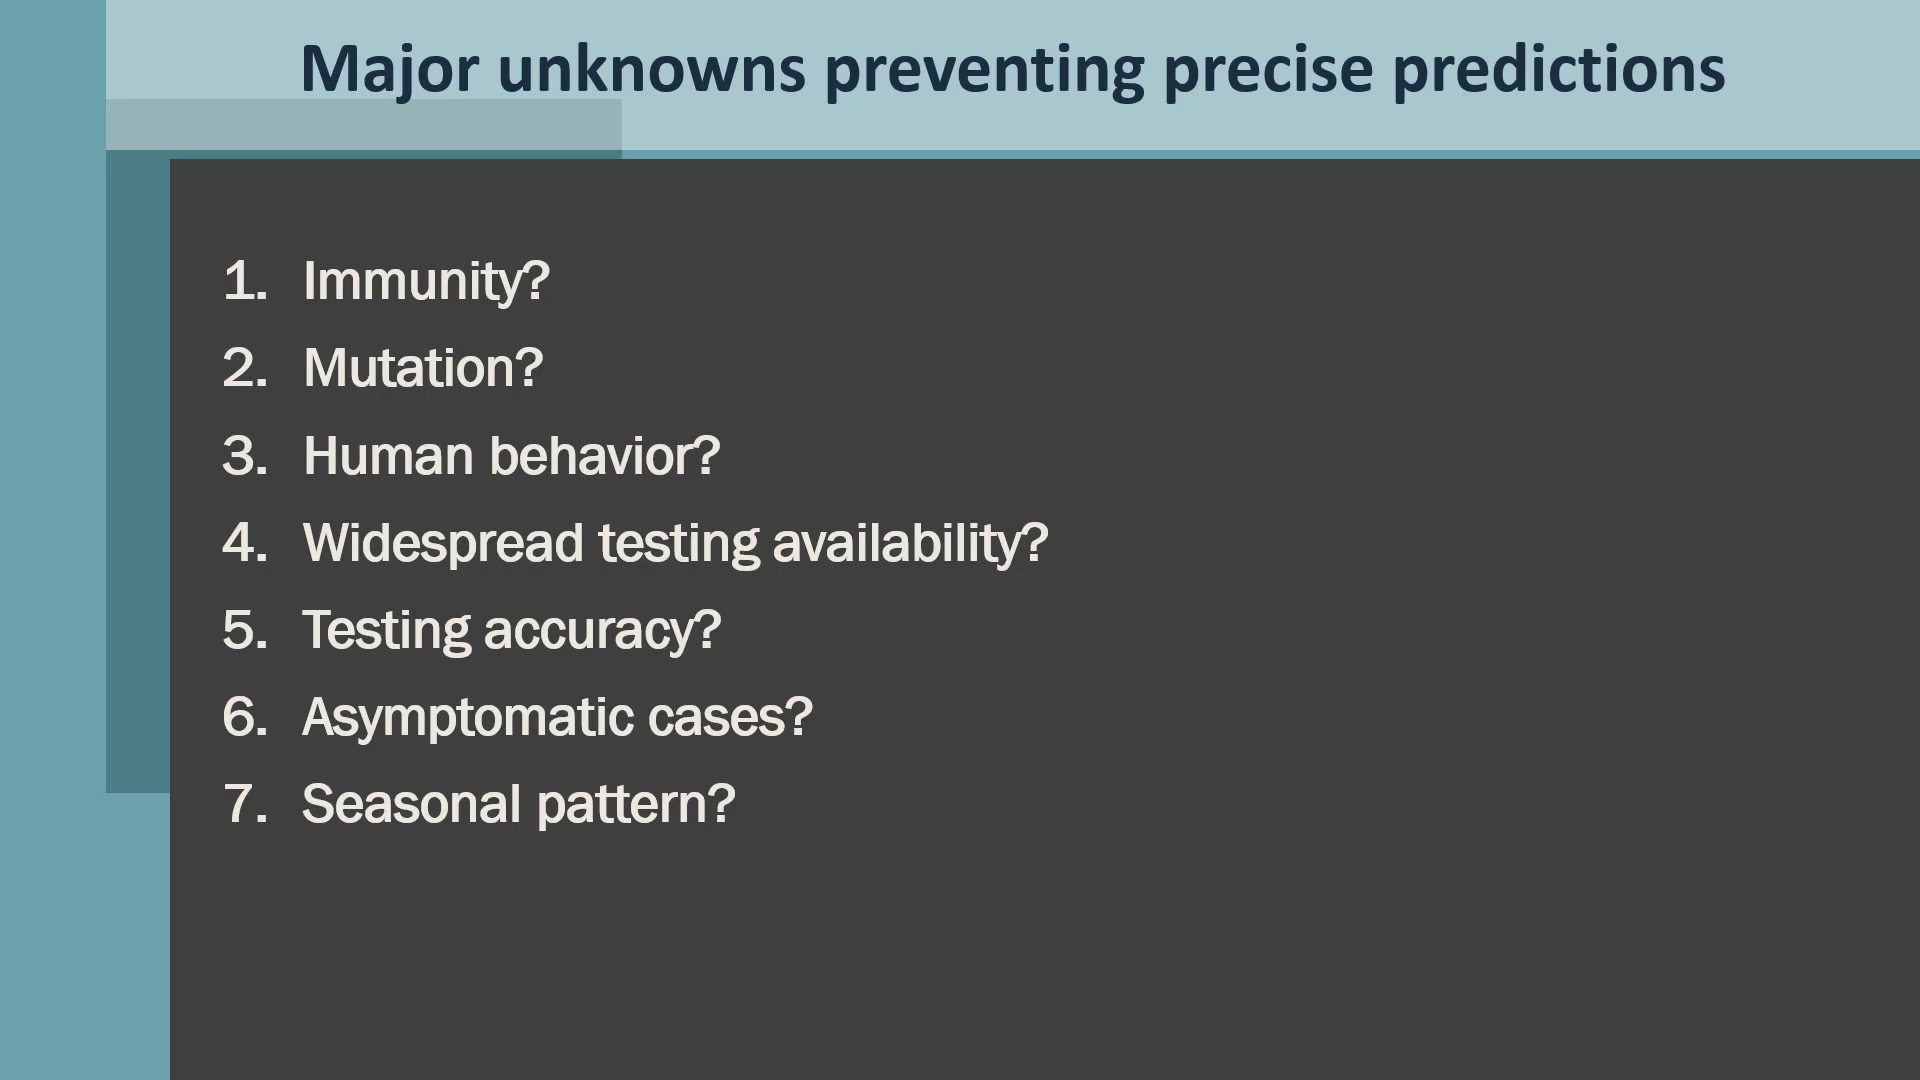 Major unknowns preventing precise predictions
1. Immunity?
2. Mutation?
3. Human behavior?
4. Widespread testing availability?
5. Testing accuracy?
6. Asymptomatic cases?
7. Seasonal pattern?